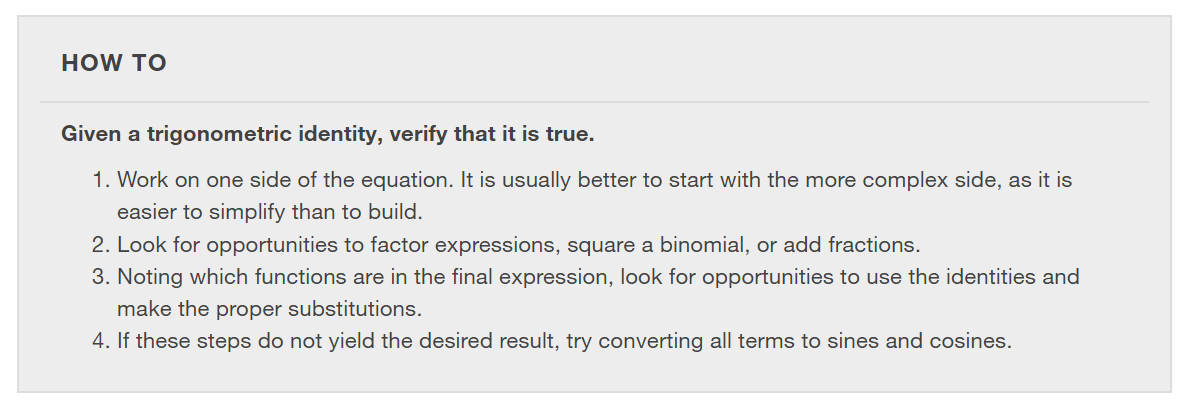 HOW TO
Given a trigonometric identity, verify that it is true.
1. Work on one side of the equation. It is usually better to start with the more complex side, as it is
easier to simplify than to build.
2. Look for opportunities to factor expressions, square a binomial, or add fractions.
3. Noting which functions are in the final expression, look for opportunities to use the identities and
make the proper substitutions.
4. If these steps do not yield the desired result, try converting all terms to sines and cosines.